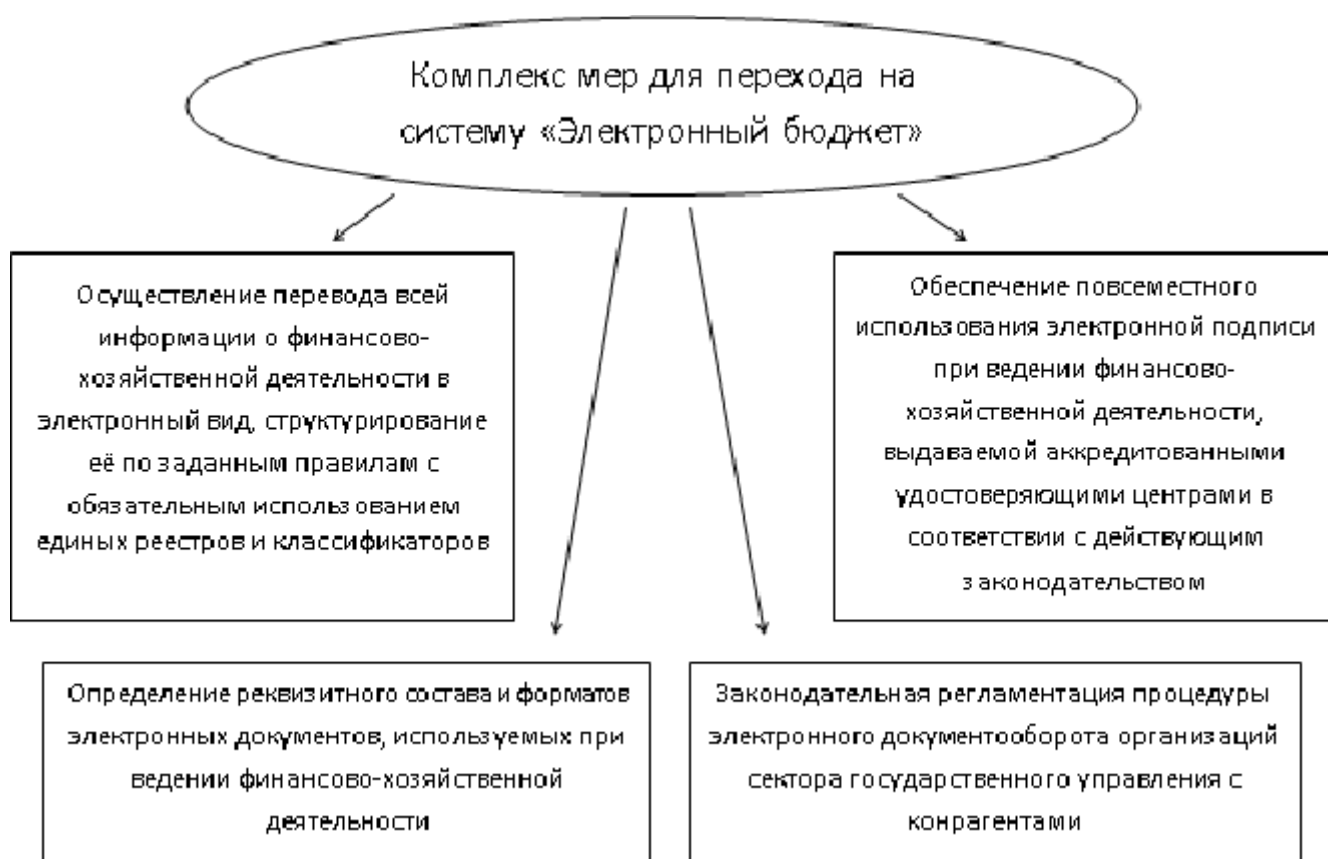 Комплекс мер для перехода на
систему «Электронный бюджет»
Осуществление перевода всей
информации о финансово-
хозяйственной деятельности в
электронный вид, структурирование
её по заданным правилам с
обязательным использованием
единых реестров и классификаторов
Обеспечение повсеместного
использования электронной подписи
при ведении финансово-
хозяйственной деятельности,
выдаваемой аккредитованными
удостоверяющими центрами в
соответствии с действующим
законодательством
Определение реквизитного состава и форматов
электронных документов, используемых при
ведении финансово-хозяйственной
деятельности
Законодательная регламентация процедуры
электронного документооборота организаций
сектора государственного управления с
конрагентами